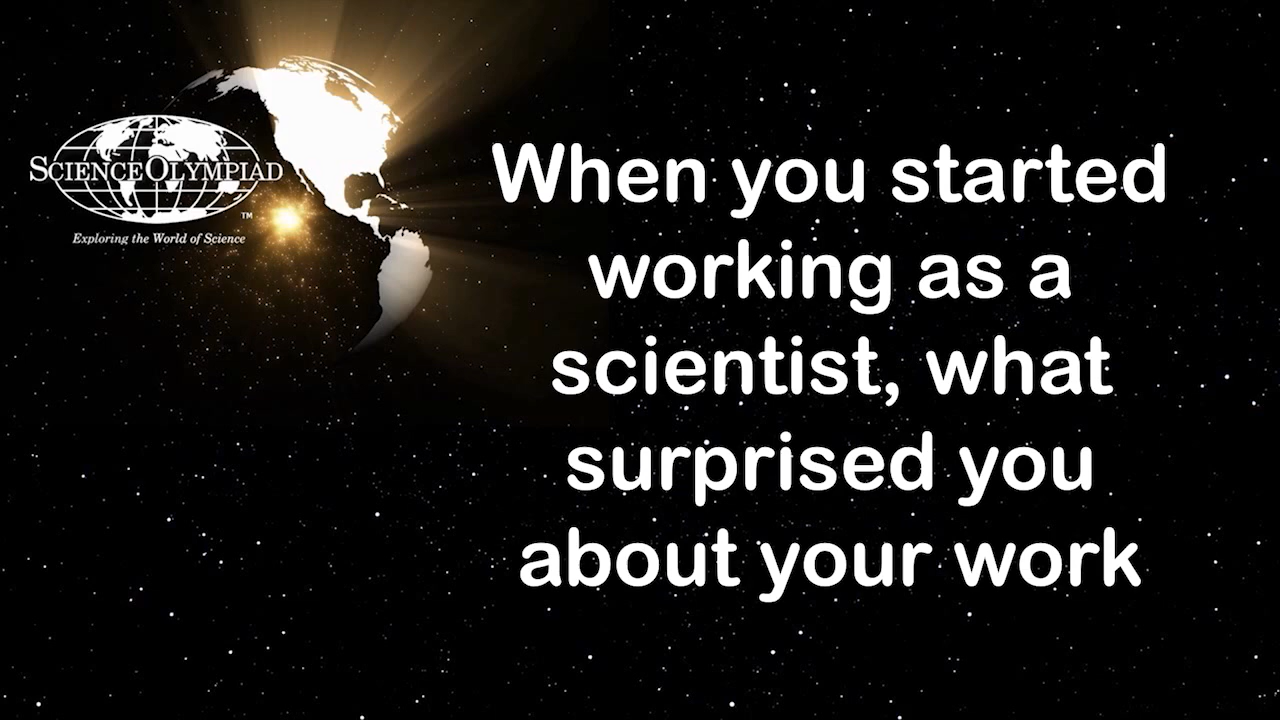 SCIENCE OLYMPIAD
TM
Exploring the World of Science
When you started
working as a
scientist, what
surprised you
about your work